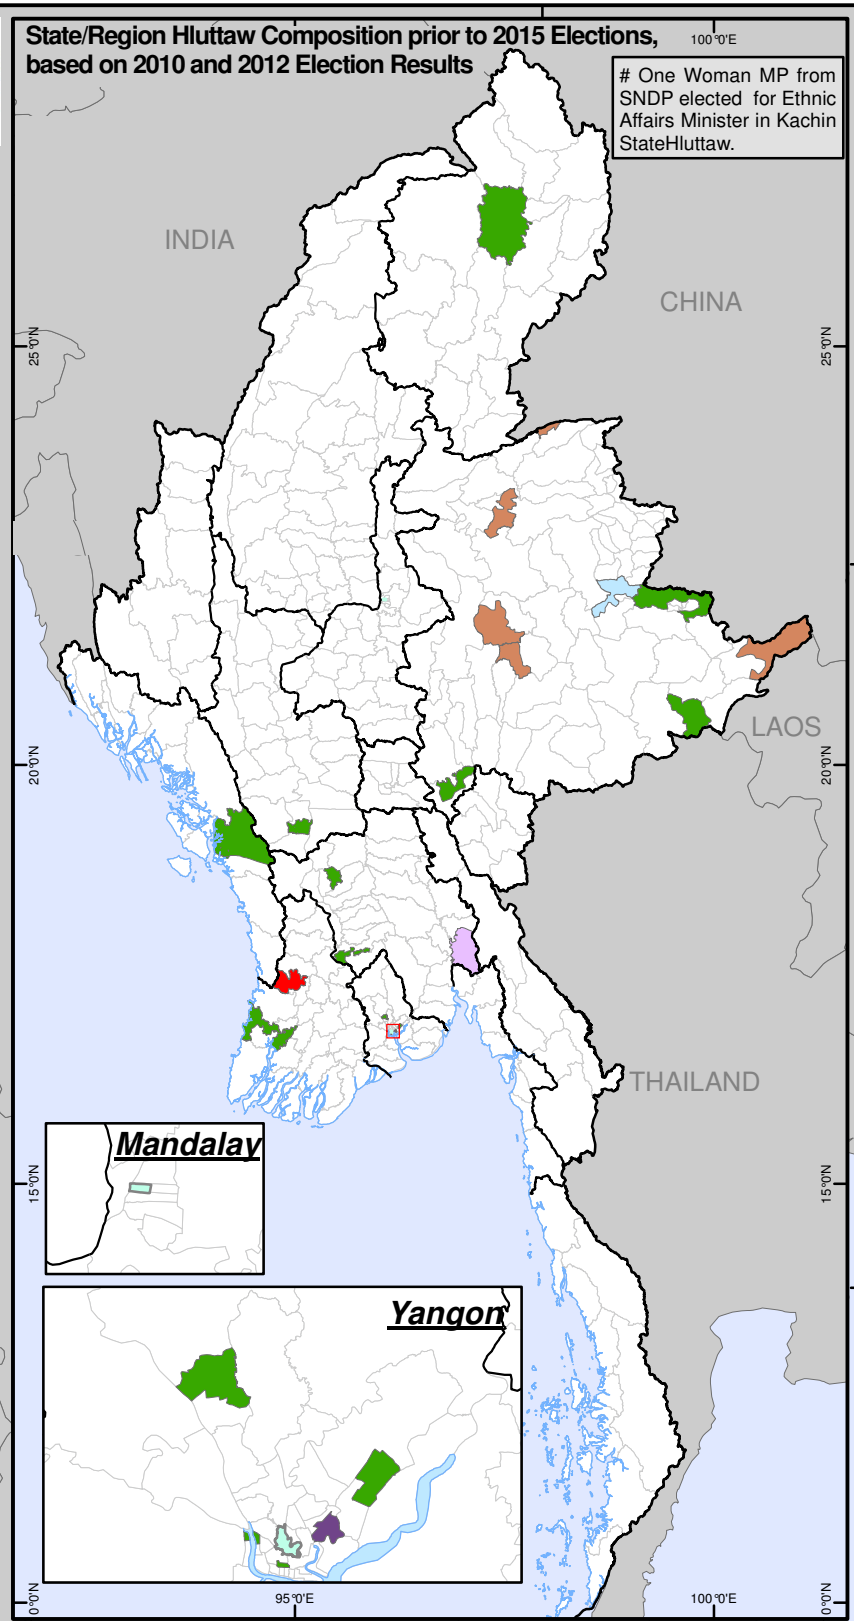 State/Region Hluttaw Composition prior to 2015 Elections,
based on 2010 and 2012 Election Results
100°0'E
# One Woman MP from
SNDP elected for Ethnic
Affairs Minister in Kachin
StateHluttaw.
INDIA
CHINA
25°0'N
25°0'N
LAOS
20°0'N
20°0'N
THAILAND
Mandalay
15°0'N
15°0'N
Yangon
0°0'N
95°0'E
100°0'E
0°0'N